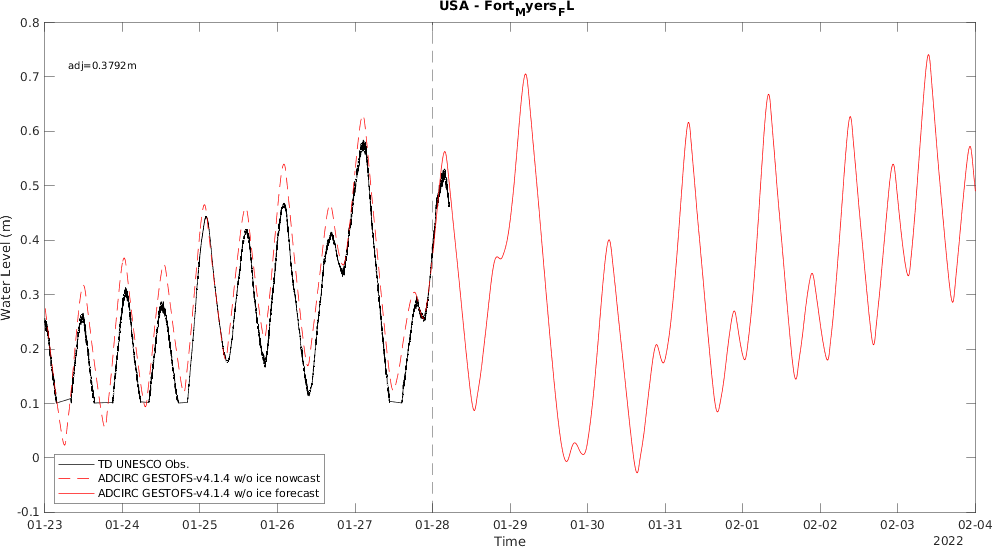 USA - FortMyersFL
0.8
0.7
0.6
0.5
0.4
0.3
0.2
0.1
0
-0.1
Water Level (m)
adj=0.3792m
TD UNESCO Obs.
ADCIRC GESTOFS-v4.1.4 w/o ice nowcast
ADCIRC GESTOFS-v4.1.4 w/o ice forecast
01-23 01-24 01-25 01-26 01-27 01-28 01-29 01-30 01-31 02-01 02-02 02-03 02-04
Time
2022